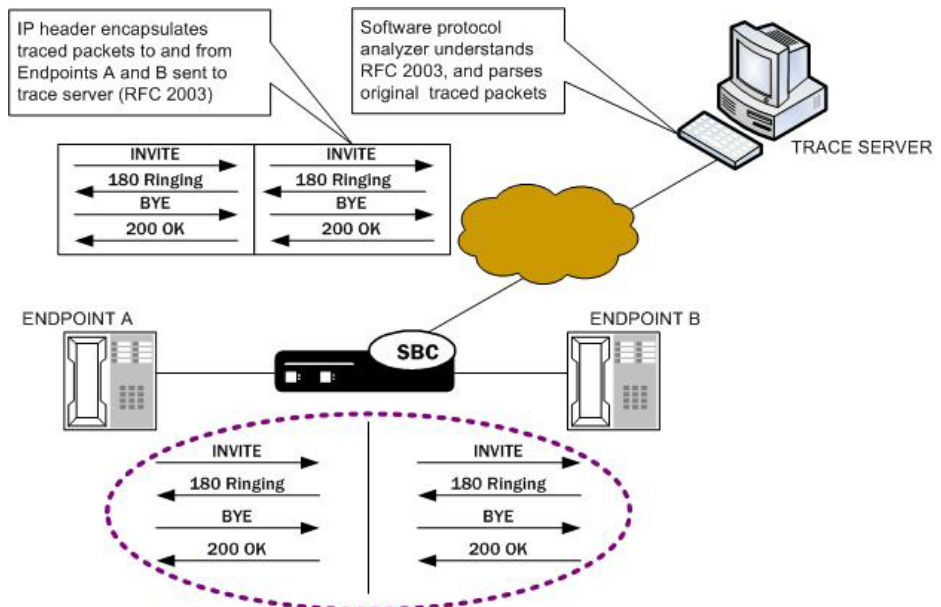 IP header encapsulates
traced packets to and from
Endpoints A and B sent to
trace server (RFC 2003)
Software protocol
analyzer understands
RFC 2003, and parses
original traced packets
TRACE SERVER
INVITE
180 Ringing
BYE
200 OK
INVITE
180 Ringing
BYE
200 OK
ENDPOINT A
SBC
ENDPOINT B
INVITE
180 Ringing
BYE
200 OK
INVITE
180 Ringing
BYE
200 OK